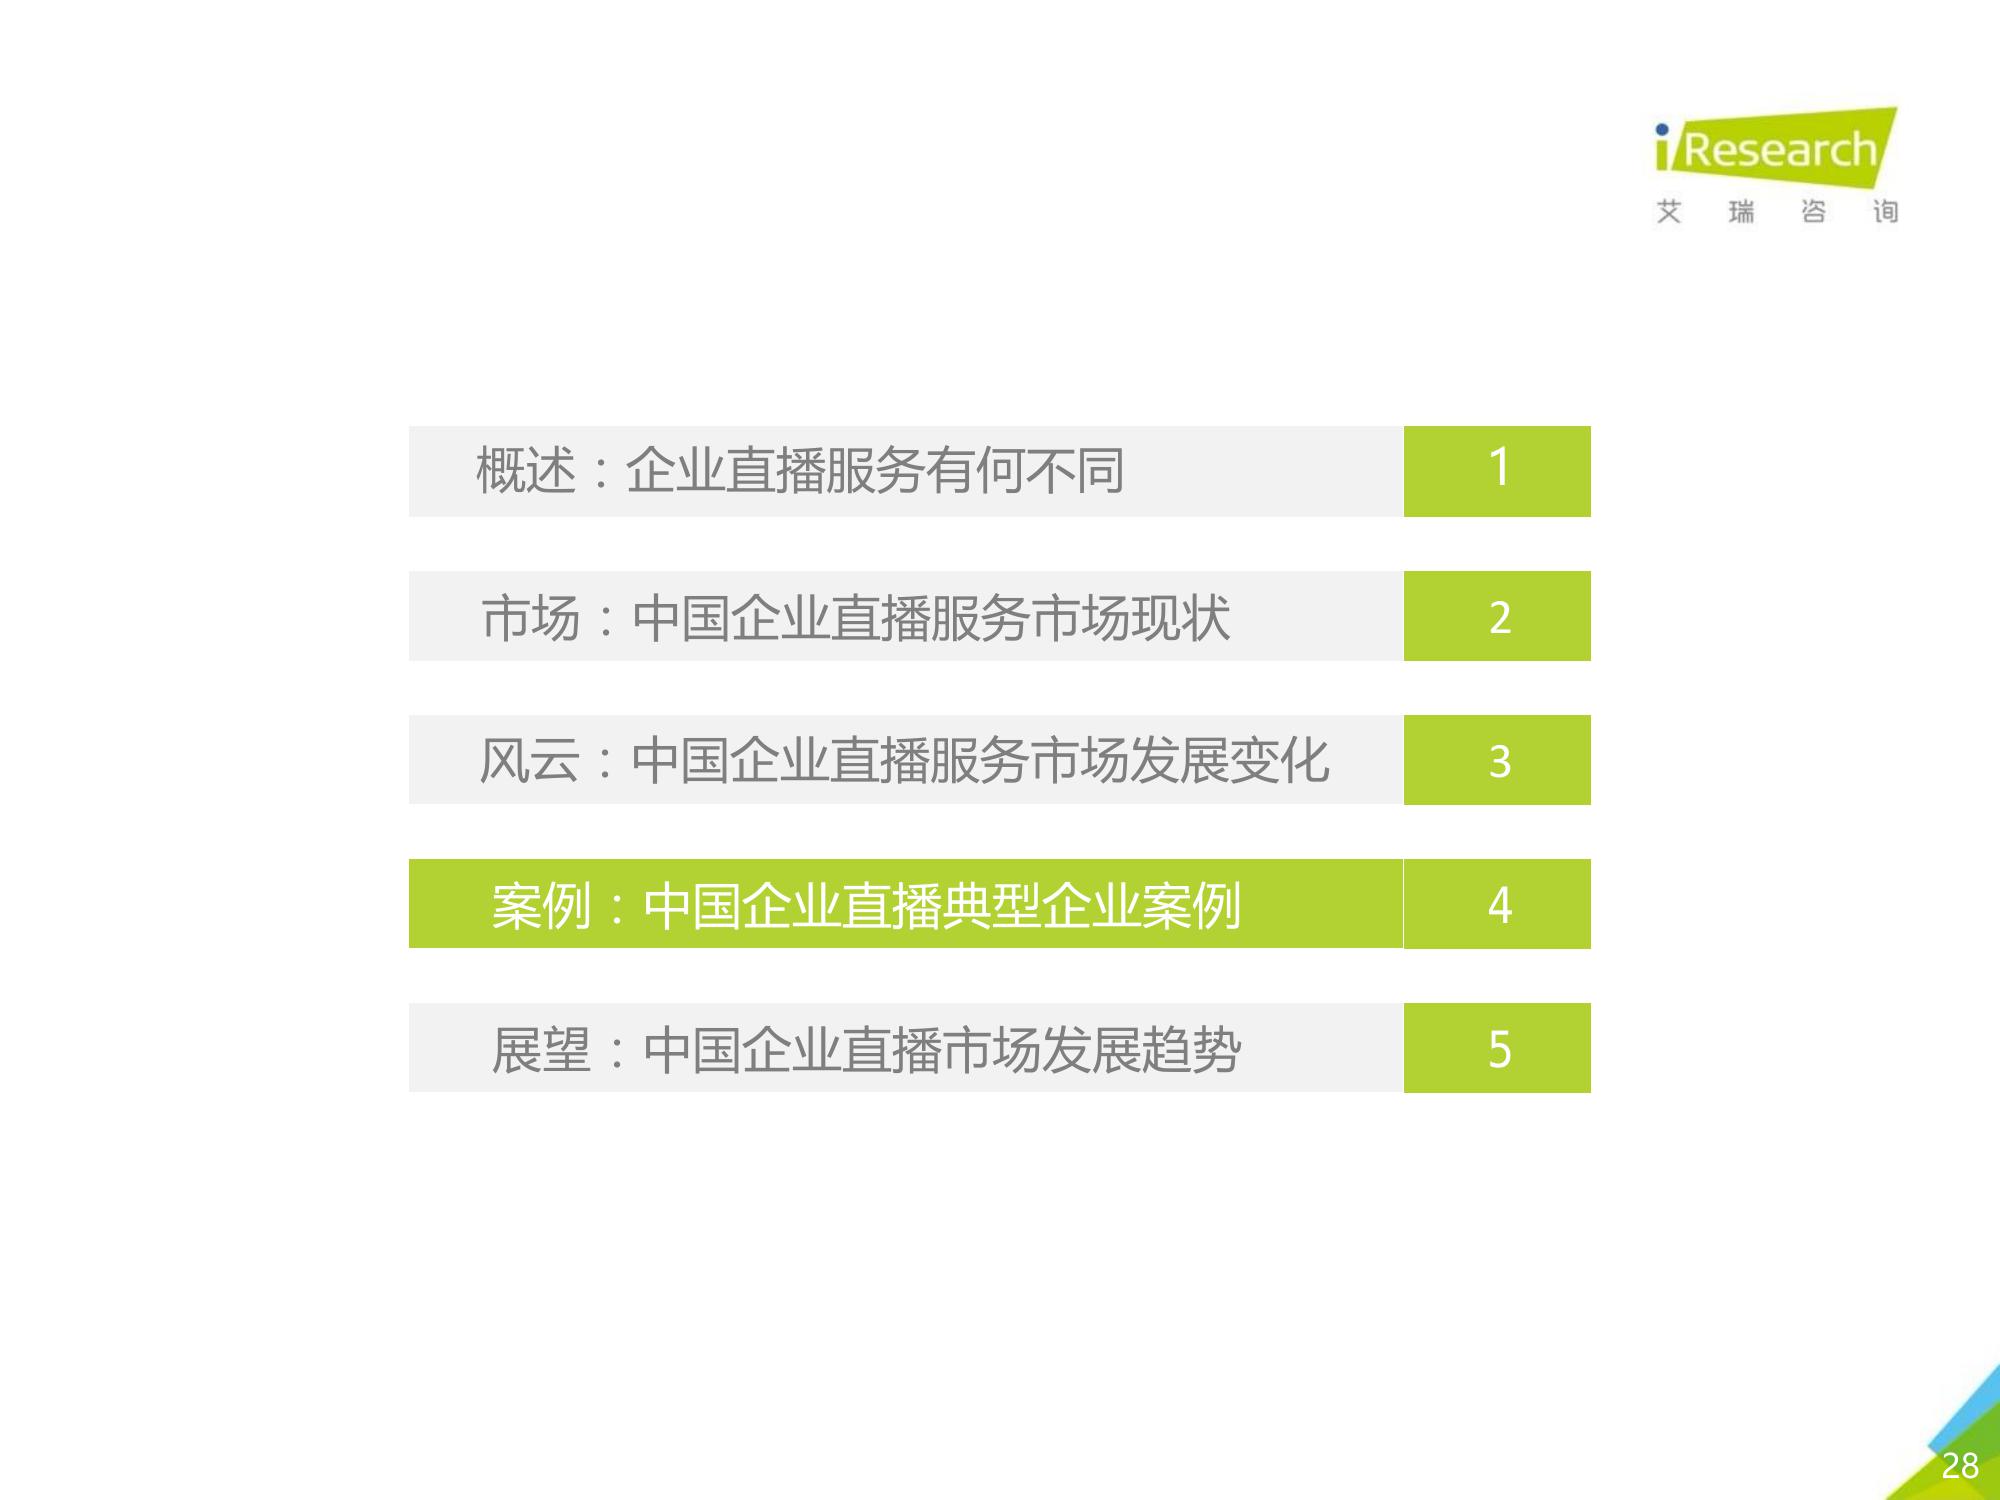 iResearch
艾瑞咨询
概述：企业直播服务有何不同 1
市场：中国企业直播服务市场现状 2
风云：中国企业直播服务市场发展变化 3
案例：中国企业直播典型企业案例 4
展望：中国企业直播市场发展趋势 5
28